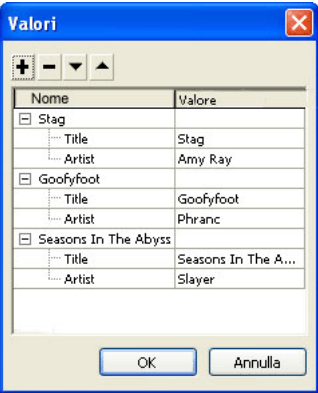 Valori
Nome Valore
Stag
Title Stag
Artist Amy Ray
Goofyfoot
Title Goofyfoot
Artist Phranc
Seasons In The Abyss
Title Seasons In The A...
Artist Slayer
OK Annulla